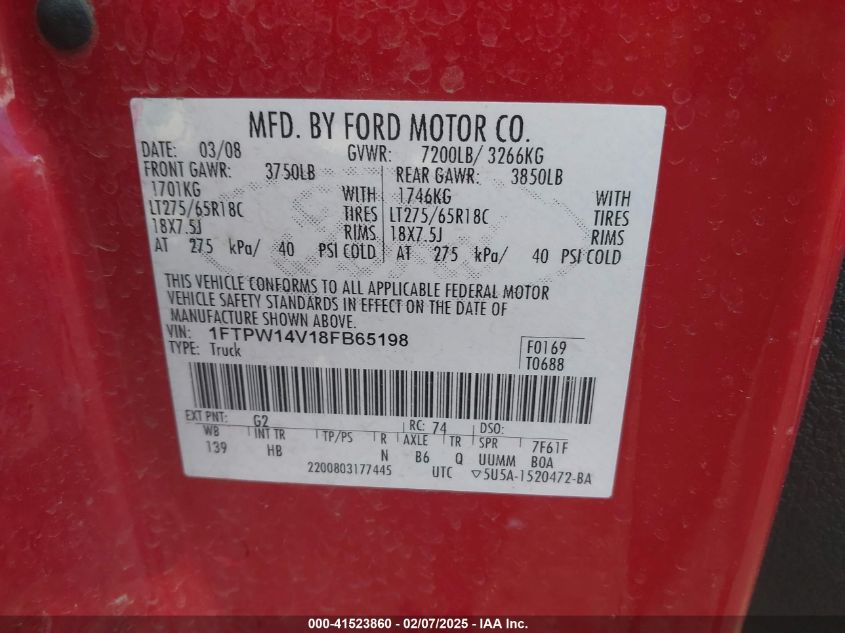 MFD. BY FORD MOTOR CO.
DATE: 03/08 GVWR: 7200LB/ 3266KG
FRONT GAWR: 3750LB REAR GAWR: 3850LB
1701KG WITH 1746KG WITH
LT275/65R18C TIRES LT275/65R18C TIRES
18X7.5J RIMS 18X7.5J RIMS
AT 275 kPa/ 40 PSI COLD AT 275 kPa/ 40 PSI COLD
THIS VEHICLE CONFORMS TO ALL APPLICABLE FEDERAL MOTOR
VEHICLE SAFETY STANDARDS IN EFFECT ON THE DATE OF
MANUFACTURE SHOWN ABOVE.
VIN: 1FTPW14V18FB65198 F0169
TYPE: Truck T0688
EXT PNT: G2 RC: 74 DSO:
WB INT TR TP/PS R AXLE TR SPR 7F61F
139 HB N B6 Q UUMM B0A
2200803177445 UTC ▽5U5A-1520472-BA
000-41523860 - 02/07/2025 - IAA Inc.